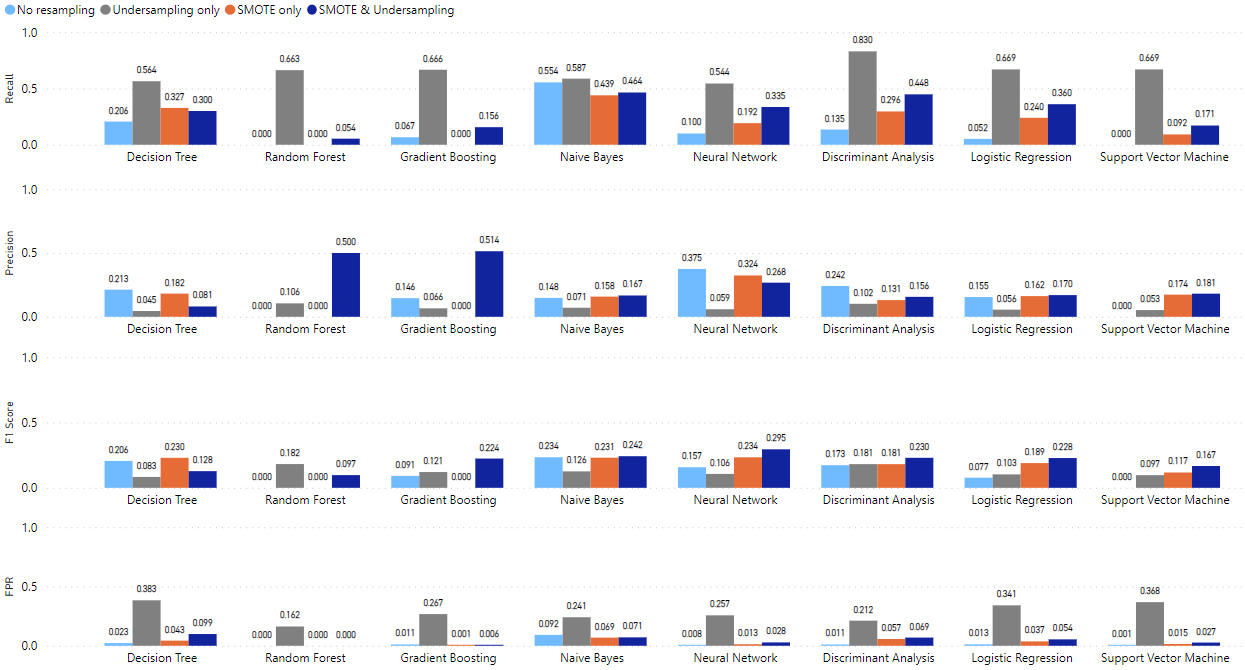 No resampling Undersampling only SMOTE only SMOTE & Undersampling
1.0
0.830
0.663 0.666 0.669 0.669
0.564 0.554 0.587 0.544
Recall 0.5 0.439 0.464 0.448
0.327 0.300 0.335 0.296 0.360
0.206 0.156 0.192 0.240 0.171
0.000 0.000 0.054 0.067 0.000 0.100 0.135 0.052 0.000 0.092
0.0
Decision Tree Random Forest Gradient Boosting Naive Bayes Neural Network Discriminant Analysis Logistic Regression Support Vector Machine
1.0
Precision 0.5
0.500 0.514
0.375 0.324
0.213 0.182 0.268 0.242
0.045 0.081 0.000 0.106 0.000 0.146 0.066 0.000 0.148 0.071 0.158 0.167 0.059 0.102 0.131 0.156 0.155 0.056 0.162 0.170 0.000 0.053 0.174 0.181
0.0
Decision Tree Random Forest Gradient Boosting Naive Bayes Neural Network Discriminant Analysis Logistic Regression Support Vector Machine
1.0
F1 Score 0.5
0.206 0.083 0.230 0.128 0.000 0.182 0.000 0.097 0.091 0.121 0.000 0.224 0.234 0.126 0.231 0.242 0.157 0.106 0.234 0.295 0.173 0.181 0.181 0.230 0.077 0.103 0.189 0.228 0.000 0.097 0.117 0.167
0.0
Decision Tree Random Forest Gradient Boosting Naive Bayes Neural Network Discriminant Analysis Logistic Regression Support Vector Machine
1.0
FPR 0.5
0.023 0.383 0.043 0.099 0.000 0.162 0.000 0.000 0.011 0.267 0.001 0.006 0.092 0.241 0.069 0.071 0.008 0.257 0.013 0.028 0.011 0.212 0.057 0.069 0.013 0.341 0.037 0.054 0.001 0.368 0.015 0.027
0.0
Decision Tree Random Forest Gradient Boosting Naive Bayes Neural Network Discriminant Analysis Logistic Regression Support Vector Machine